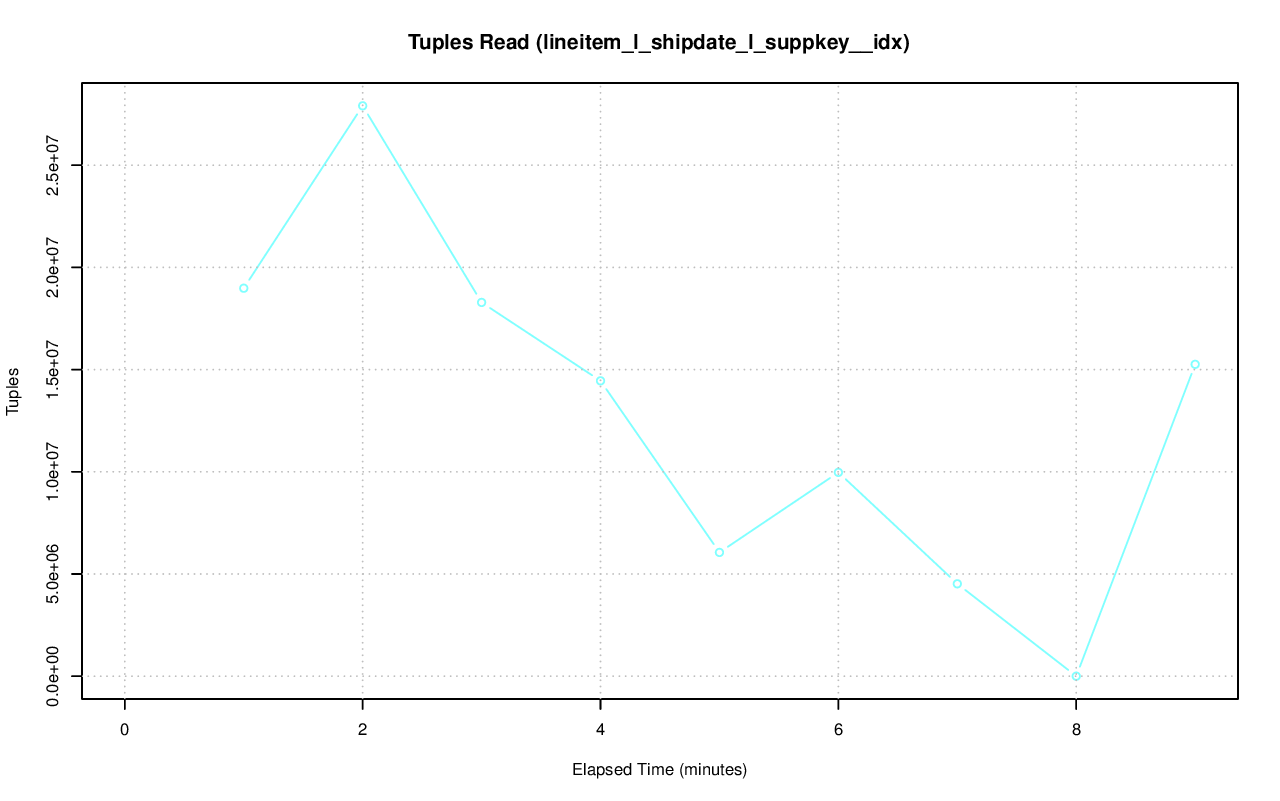 Tuples Read (lineitem_l_shipdate_l_suppkey__idx)
Tuples
2.5e+07
2.0e+07
1.5e+07
1.0e+07
5.0e+06
0.0e+00
0 2 4 6 8
Elapsed Time (minutes)